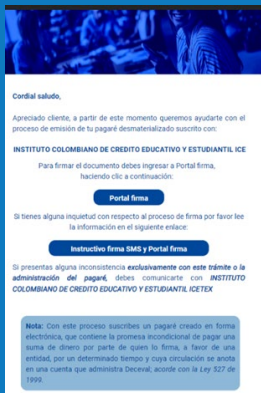 Cordial saludo,
Apreciado cliente, a partir de este momento queremos ayudarte con el
proceso de emisión de tu pagaré desmaterializado suscrito con:
INSTITUTO COLOMBIANO DE CREDITO EDUCATIVO Y ESTUDIANTIL ICE
Para firmar el documento debes ingresar a Portal firma,
haciendo clic a continuación:
Portal firma
Si tienes alguna inquietud con respecto al proceso de firma por favor lee
la información en el siguiente enlace:
Instructivo firma SMS y Portal firma
Si presentas alguna inconsistencia exclusivamente con este trámite o la
administración del pagaré, debes comunicarte con INSTITUTO
COLOMBIANO DE CREDITO EDUCATIVO Y ESTUDIANTIL ICETEX
Nota: Con este proceso suscribes un pagaré creado en forma
electrónica, que contiene la promesa incondicional de pagar una
suma de dinero por parte de quien lo firma, a favor de una
entidad, por un determinado tiempo y cuya circulación se anota
en una cuenta que administra Deceval, acorde con la Ley 527 de
1999.